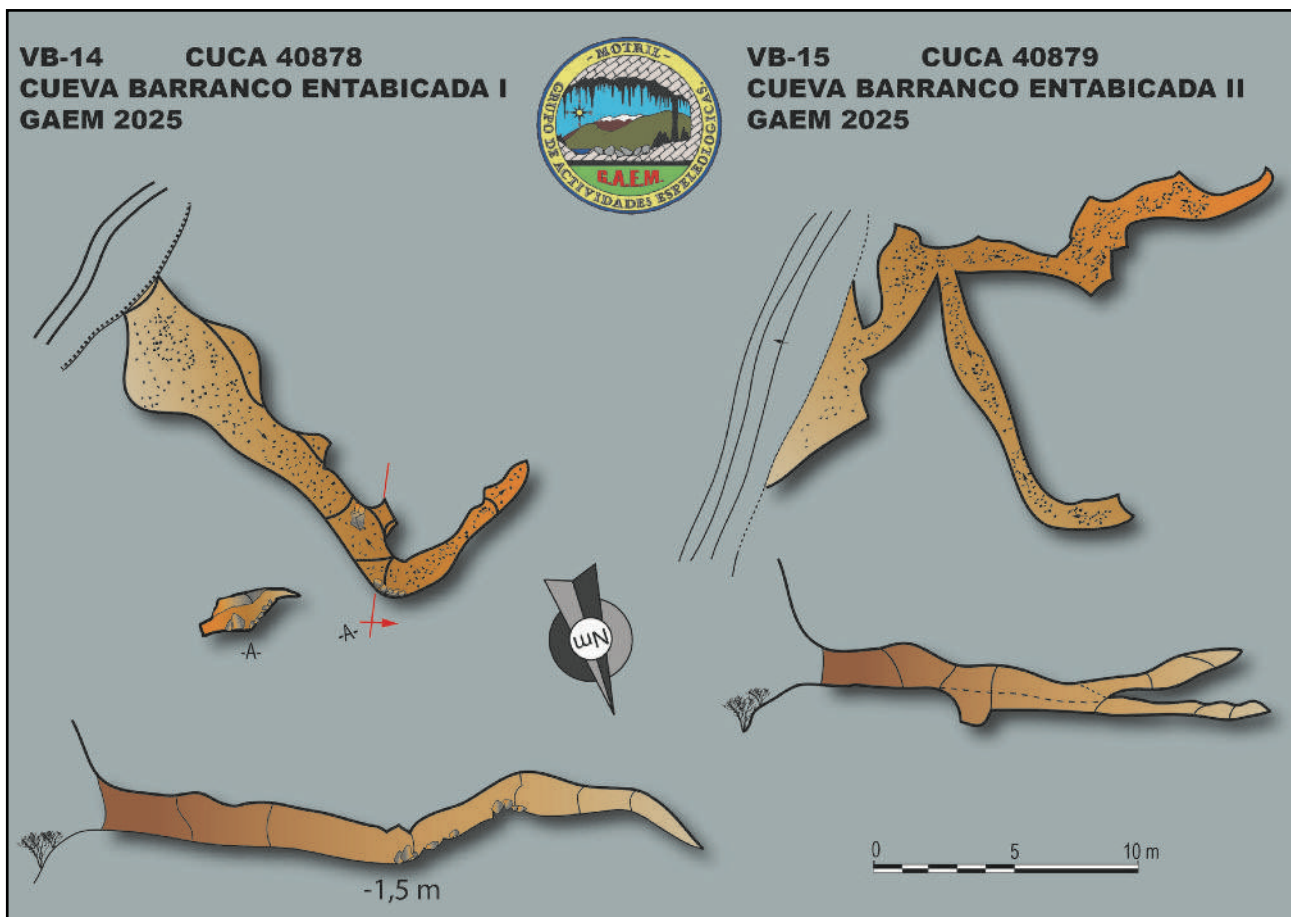 VB-14 CUCA 40878
CUEVA BARRANCO ENTABICADA I
GAEM 2025
- MOTRIL -
GRUPO DE ACTIVIDADES ESPELEOLOGICAS.
G.A.E.M.
VB-15 CUCA 40879
CUEVA BARRANCO ENTABICADA II
GAEM 2025
-A-
-A-
Nm
-1,5 m
0 5 10 m